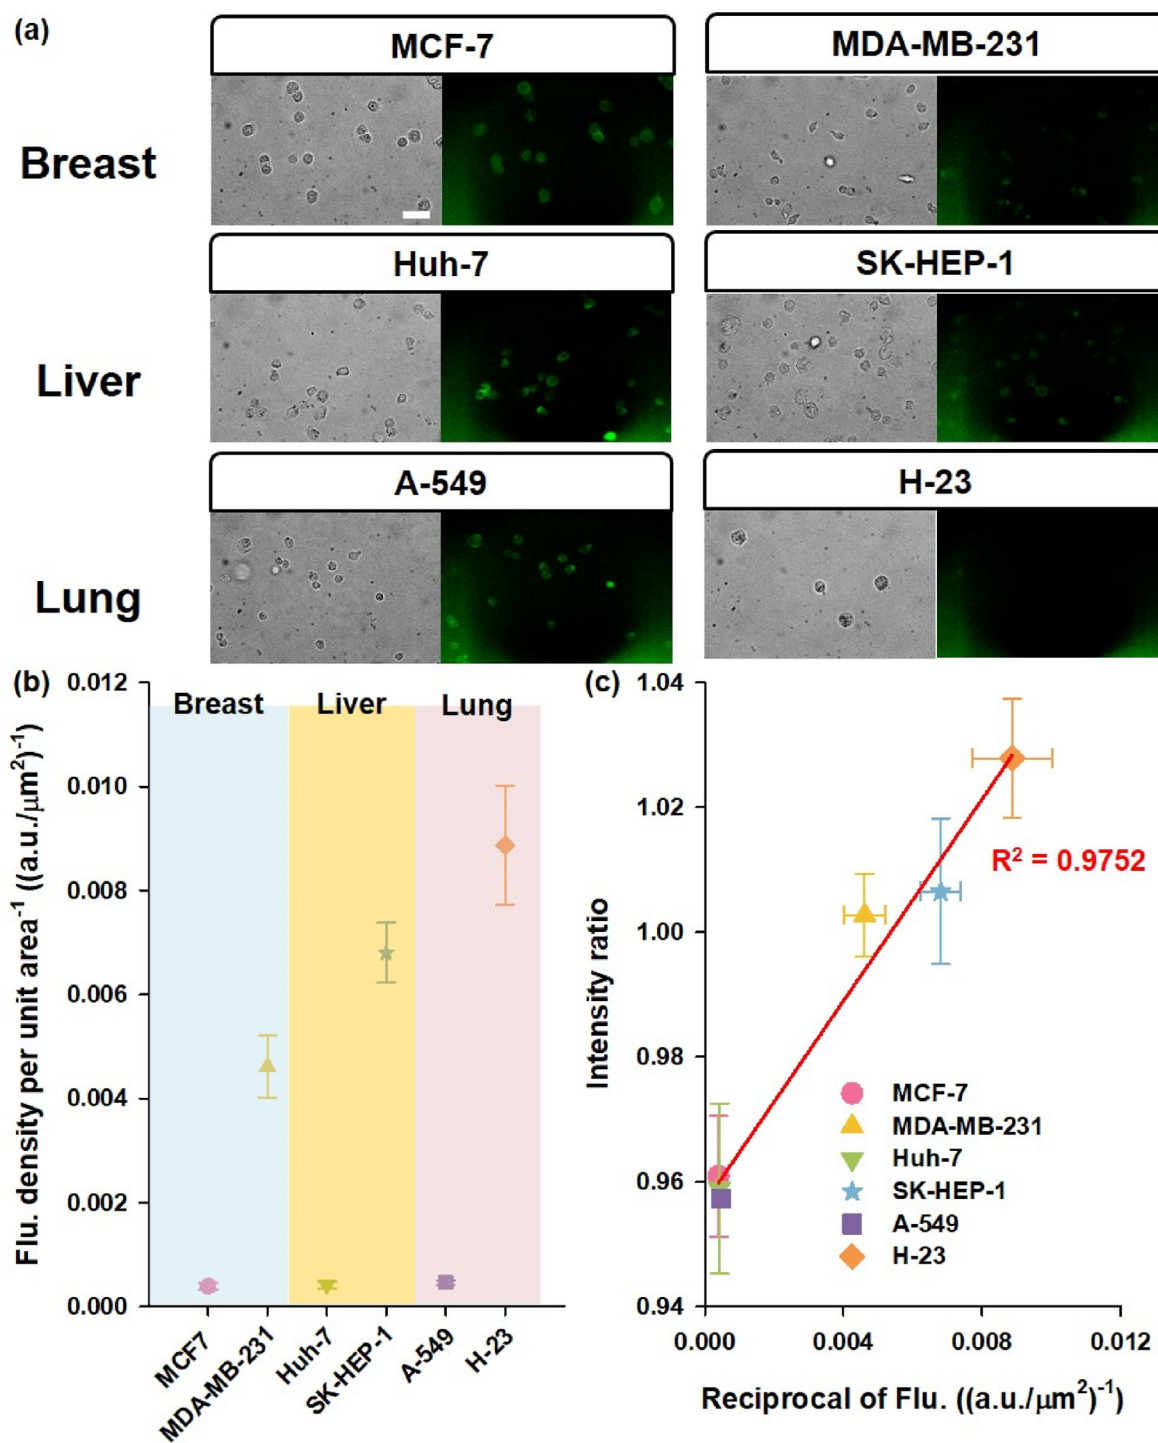 (a)
MCF-7
MDA-MB-231
Breast
Huh-7
SK-HEP-1
Liver
A-549
H-23
Lung
(b)
Flu. density per unit area⁻¹ ((a.u./μm²)⁻¹)
0.012
0.010
0.008
0.006
0.004
0.002
0.000
Breast
Liver
Lung
MCF7
MDA-MB-231
Huh-7
SK-HEP-1
A-549
H-23
(c)
Intensity ratio
1.04
1.02
1.00
0.98
0.96
0.94
R² = 0.9752
MCF-7
MDA-MB-231
Huh-7
SK-HEP-1
A-549
H-23
0.000
0.004
0.008
0.012
Reciprocal of Flu. ((a.u./μm²)⁻¹)